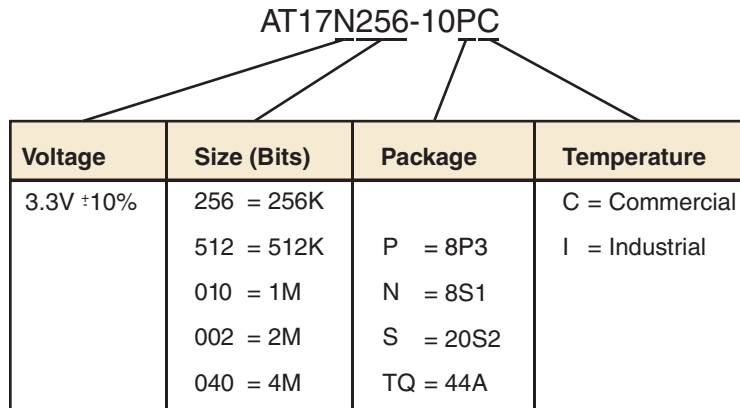 AT17N256-10PC
Voltage Size (Bits) Package Temperature
3.3V ±10% 256 = 256K C = Commercial
512 = 512K P = 8P3 I = Industrial
010 = 1M N = 8S1
002 = 2M S = 20S2
040 = 4M TQ = 44A